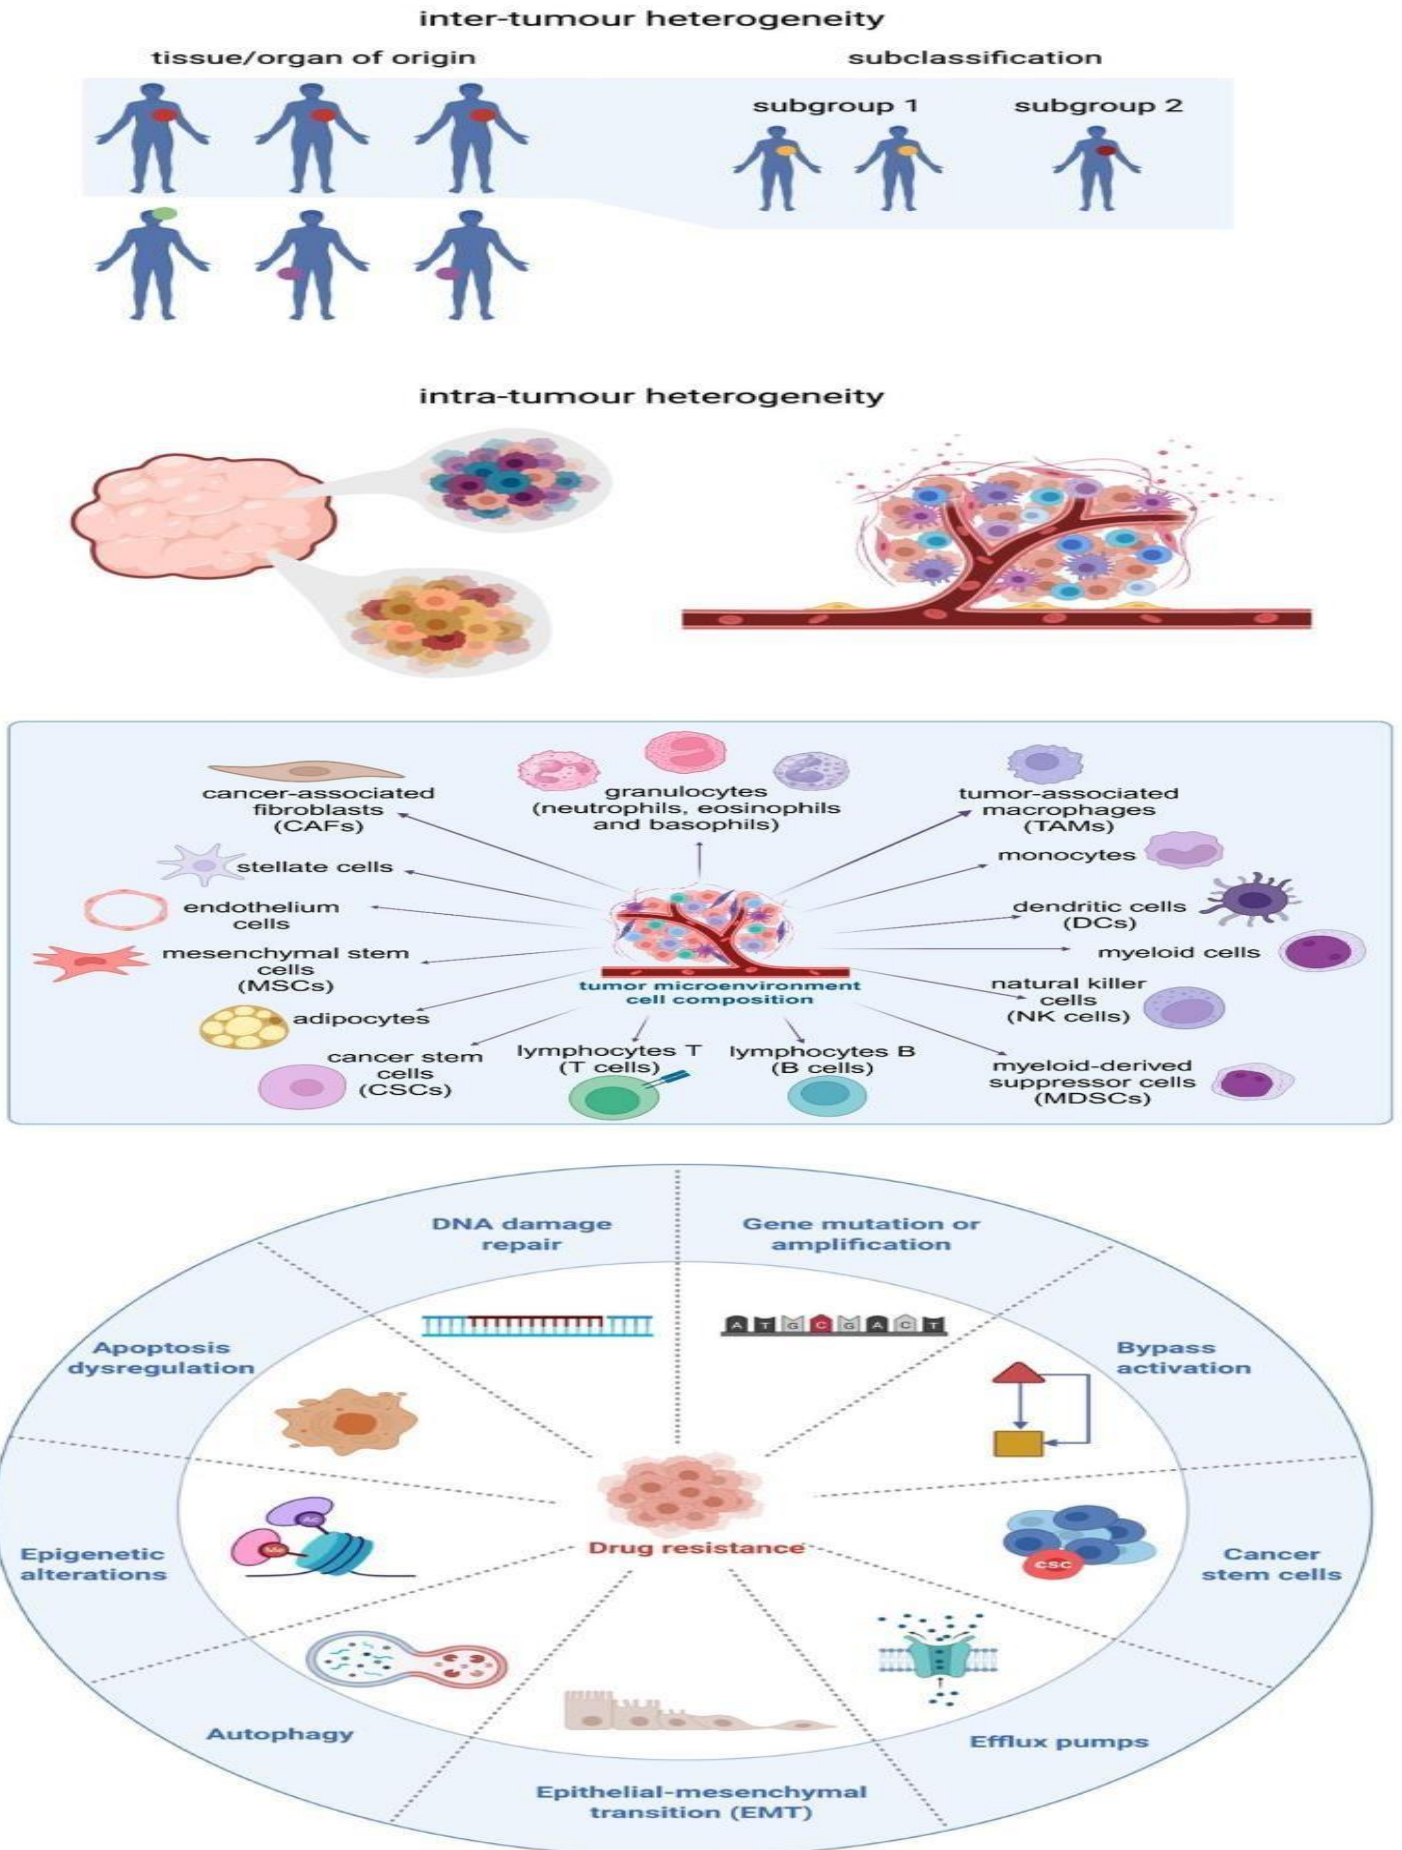 inter-tumour heterogeneity
tissue/organ of origin
subclassification
subgroup 1
subgroup 2
intra-tumour heterogeneity
cancer-associated
fibroblasts
(CAFs)
granulocytes
(neutrophils, eosinophils
and basophils)
tumor-associated
macrophages
(TAMs)
stellate cells
monocytes
endothelium
cells
dendritic cells
(DCs)
mesenchymal stem
cells
(MSCs)
myeloid cells
tumor microenvironment
cell composition
natural killer
cells
(NK cells)
adipocytes
cancer stem
cells
(CSCs)
lymphocytes T
(T cells)
lymphocytes B
(B cells)
myeloid-derived
suppressor cells
(MDSCs)
DNA damage
repair
Gene mutation or
amplification
A T G C G A C T
Apoptosis
dysregulation
Bypass
activation
Ac
Me
Epigenetic
alterations
Drug resistance
CSC
Cancer
stem cells
Autophagy
Efflux pumps
Epithelial-mesenchymal
transition (EMT)